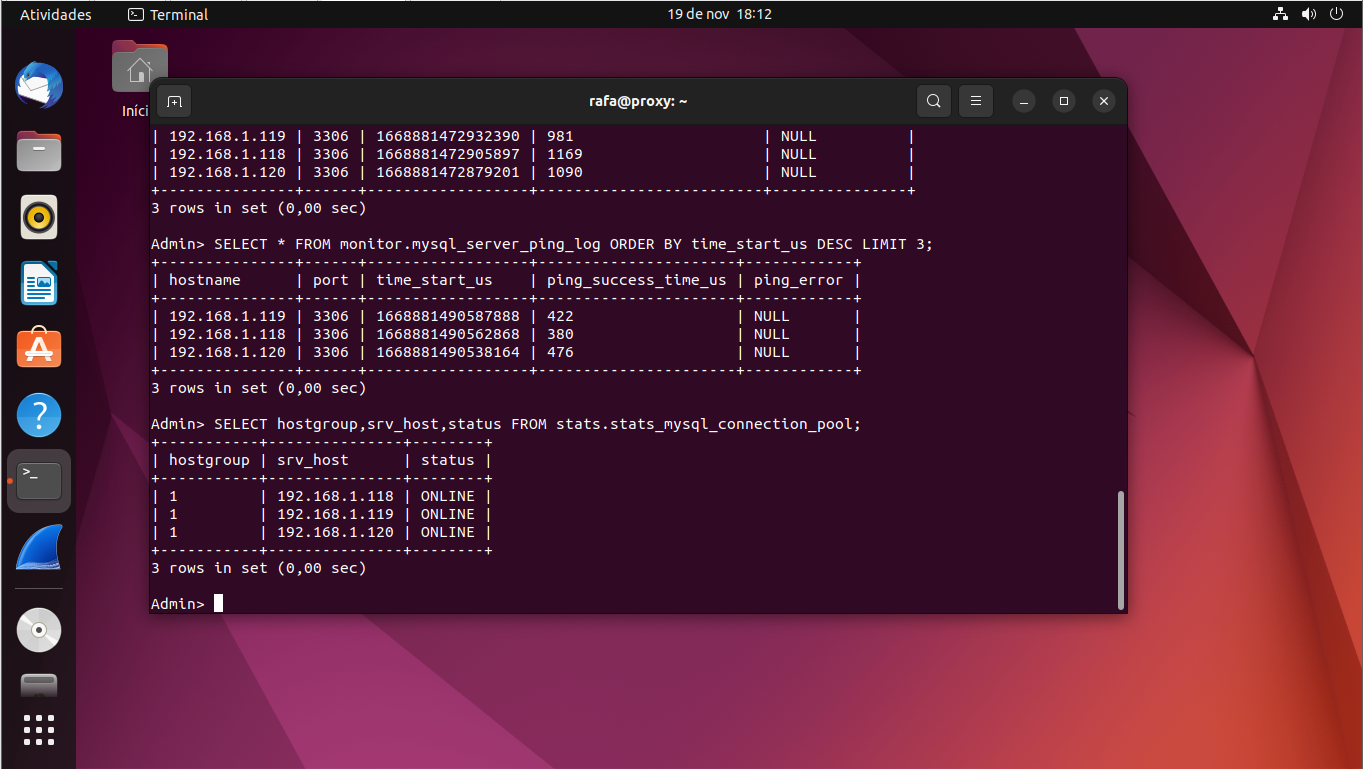 Atividades Terminal 19 de nov 18:12
Iníci
rafa@proxy: ~
| 192.168.1.119 | 3306 | 1668881472932390 | 981                     | NULL          |
| 192.168.1.118 | 3306 | 1668881472905897 | 1169                    | NULL          |
| 192.168.1.120 | 3306 | 1668881472879201 | 1090                    | NULL          |
+---------------+------+------------------+-------------------------+---------------+
3 rows in set (0,00 sec)
Admin> SELECT * FROM monitor.mysql_server_ping_log ORDER BY time_start_us DESC LIMIT 3;
+---------------+------+------------------+----------------------+------------+
| hostname      | port | time_start_us    | ping_success_time_us | ping_error |
+---------------+------+------------------+----------------------+------------+
| 192.168.1.119 | 3306 | 1668881490587888 | 422                  | NULL       |
| 192.168.1.118 | 3306 | 1668881490562868 | 380                  | NULL       |
| 192.168.1.120 | 3306 | 1668881490538164 | 476                  | NULL       |
+---------------+------+------------------+----------------------+------------+
3 rows in set (0,00 sec)
Admin> SELECT hostgroup,srv_host,status FROM stats.stats_mysql_connection_pool;
+-----------+---------------+--------+
| hostgroup | srv_host      | status |
+-----------+---------------+--------+
| 1         | 192.168.1.118 | ONLINE |
| 1         | 192.168.1.119 | ONLINE |
| 1         | 192.168.1.120 | ONLINE |
+-----------+---------------+--------+
3 rows in set (0,00 sec)
Admin>